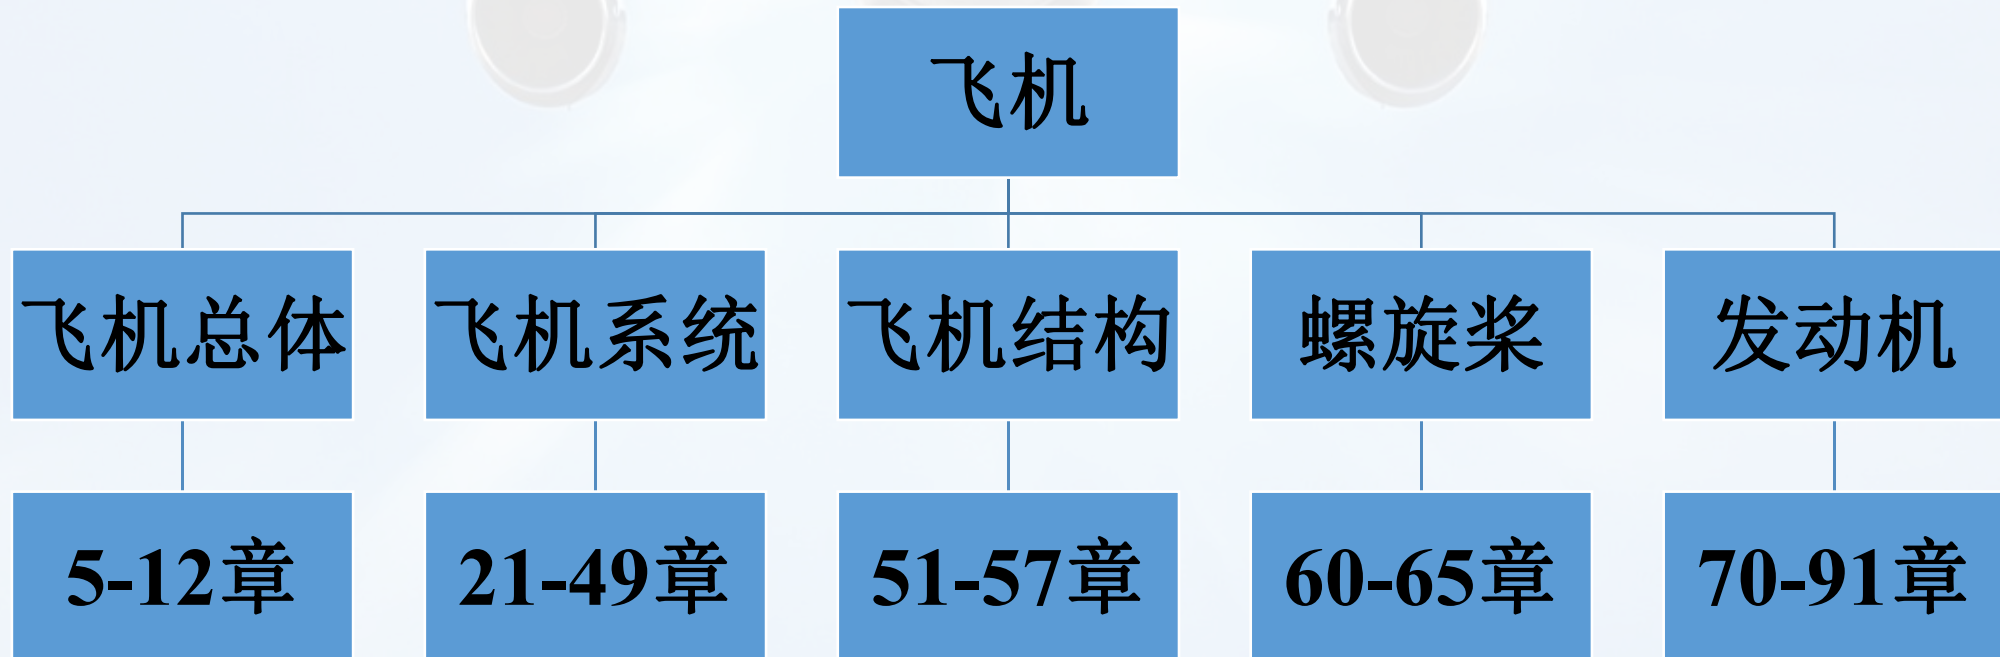 飞机
飞机总体
飞机系统
飞机结构
螺旋桨
发动机
5-12章
21-49章
51-57章
60-65章
70-91章